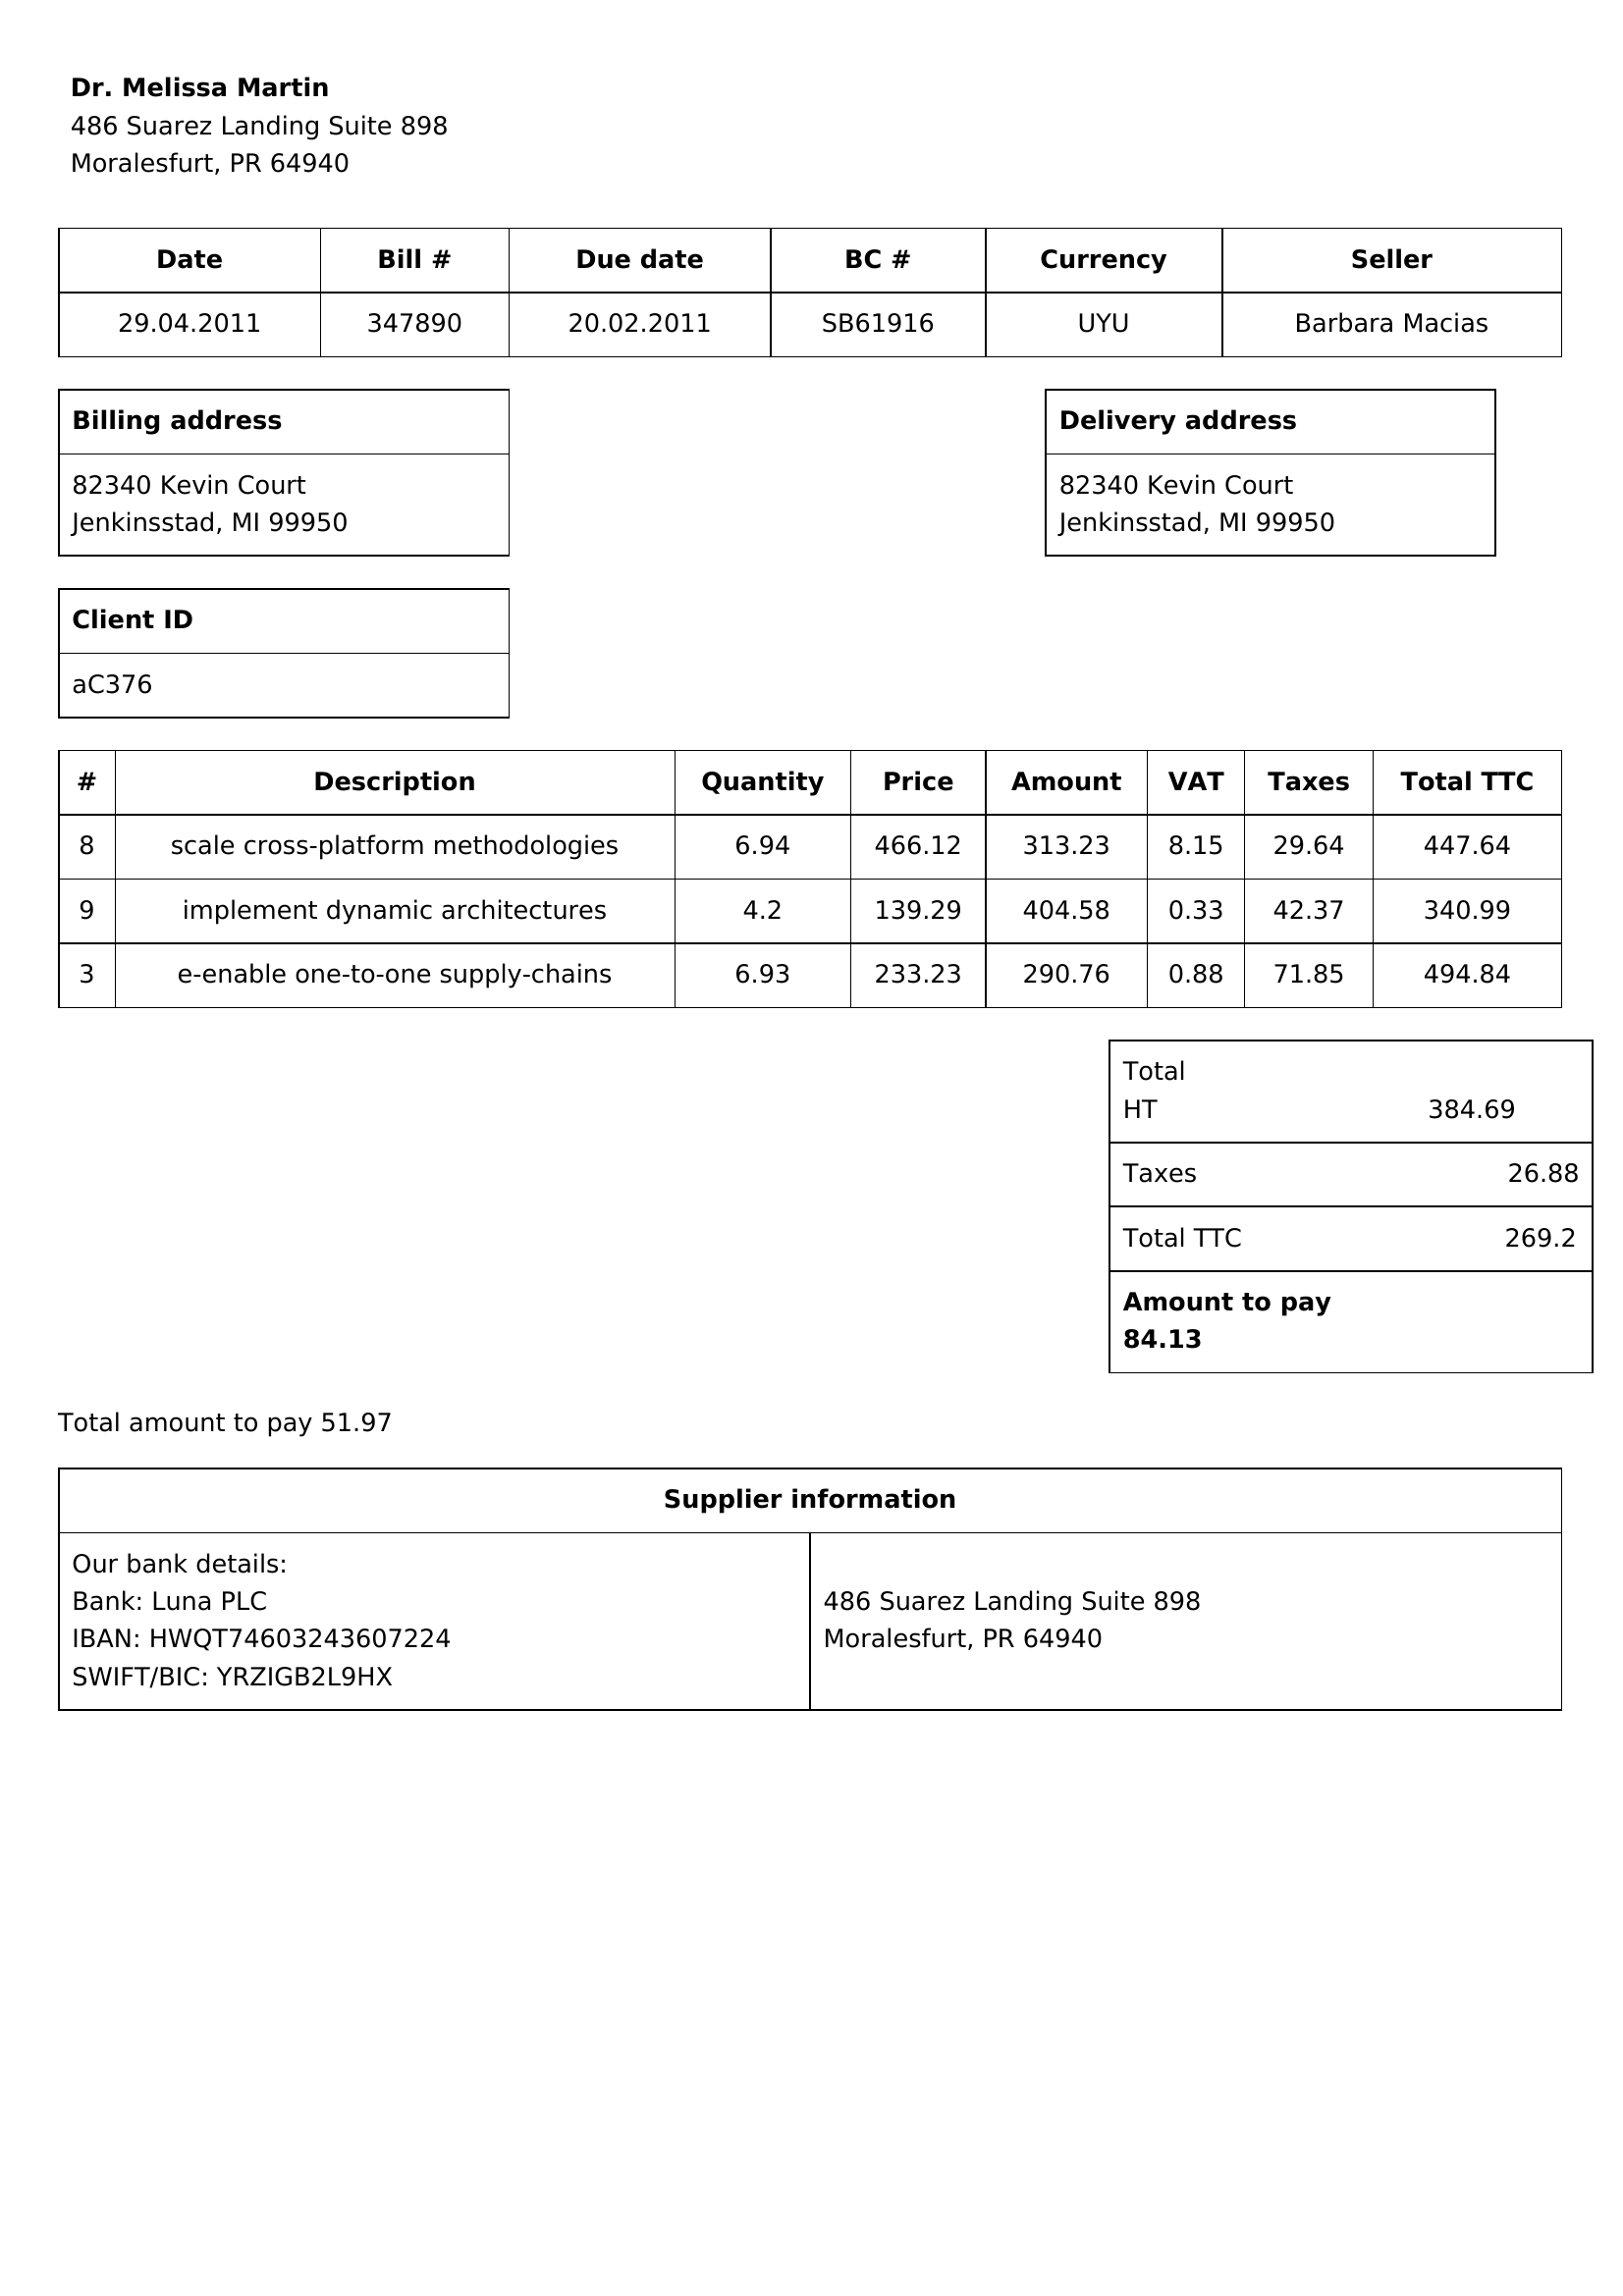 Dr. Melissa Martin
486 Suarez Landing Suite 898
Moralesfurt, PR 64940
Date Bill # Due date BC # Currency Seller
29.04.2011 347890 20.02.2011 SB61916 UYU Barbara Macias
Billing address
82340 Kevin Court
Jenkinsstad, MI 99950
Delivery address
82340 Kevin Court
Jenkinsstad, MI 99950
Client ID
aC376
# Description Quantity Price Amount VAT Taxes Total TTC
8 scale cross-platform methodologies 6.94 466.12 313.23 8.15 29.64 447.64
9 implement dynamic architectures 4.2 139.29 404.58 0.33 42.37 340.99
3 e-enable one-to-one supply-chains 6.93 233.23 290.76 0.88 71.85 494.84
Total
HT 384.69
Taxes 26.88
Total TTC 269.2
Amount to pay
84.13
Total amount to pay 51.97
Supplier information
Our bank details:
Bank: Luna PLC
IBAN: HWQT74603243607224
SWIFT/BIC: YRZIGB2L9HX
486 Suarez Landing Suite 898
Moralesfurt, PR 64940